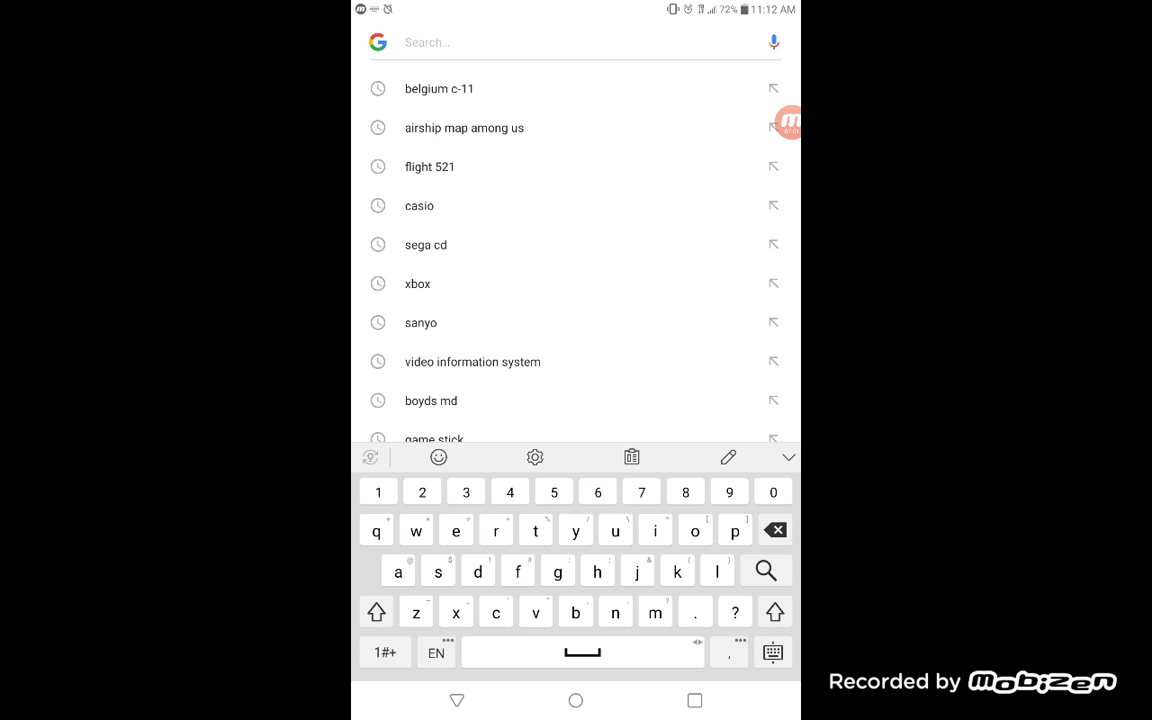 72% 11:12 AM
Search...
belgium c-11
airship map among us
flight 521
casio
sega cd
xbox
sanyo
video information system
boyds md
game stick
1 2 3 4 5 6 7 8 9 0
q w e r t y u i o p
a s d f g h j k l
z x c v b n m . ?
1#+ EN ,
Recorded by mobizen